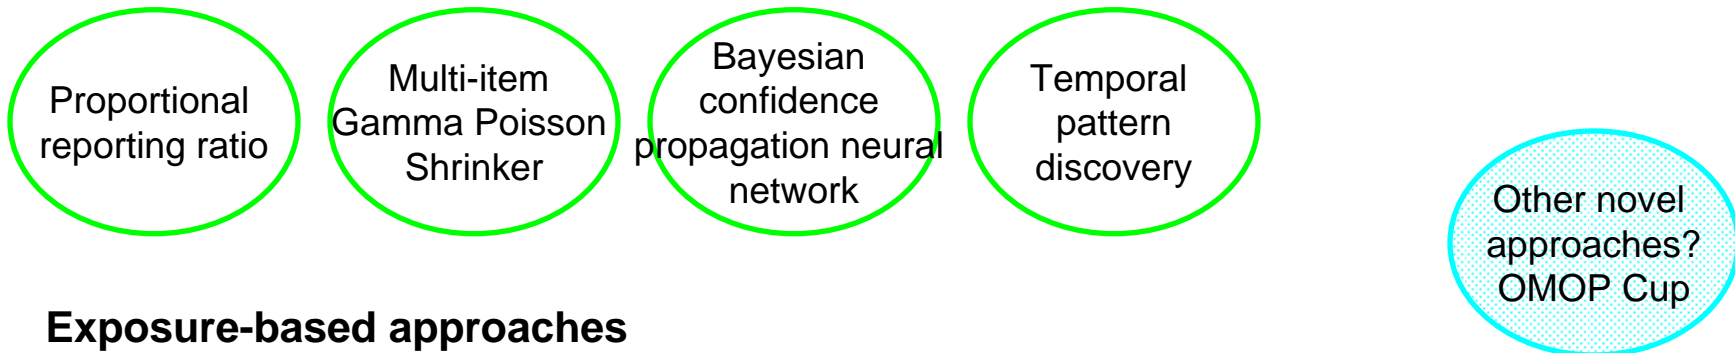 Proportional
reporting ratio
Multi-item
Gamma Poisson
Shrinker
Bayesian
confidence
propagation neural
network
Temporal
pattern
discovery
Other novel
approaches?
OMOP Cup
Exposure-based approaches